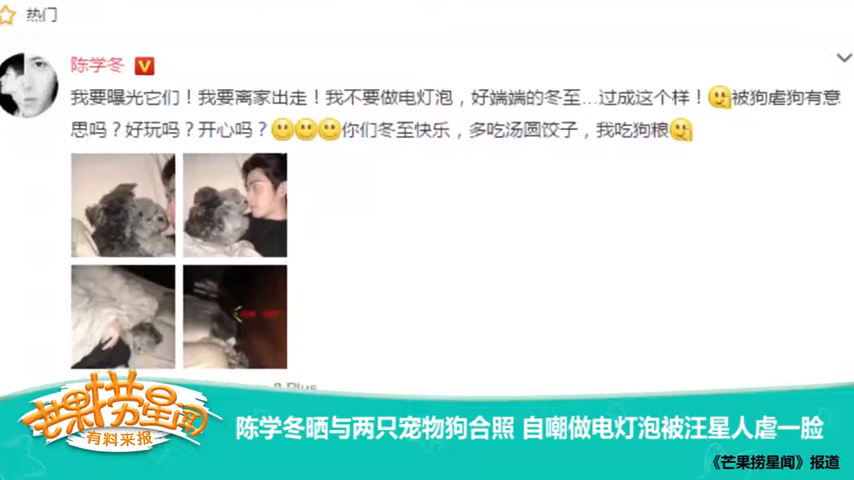 热门
陈学冬
我要曝光它们！我要离家出走！我不要做电灯泡，好端端的冬至...过成这个样！被狗虐狗有意
思吗？好玩吗？开心吗？你们冬至快乐，多吃汤圆饺子，我吃狗粮
Plus
芒果捞星闻
有料来报
陈学冬晒与两只宠物狗合照 自嘲做电灯泡被汪星人虐一脸
《芒果捞星闻》报道